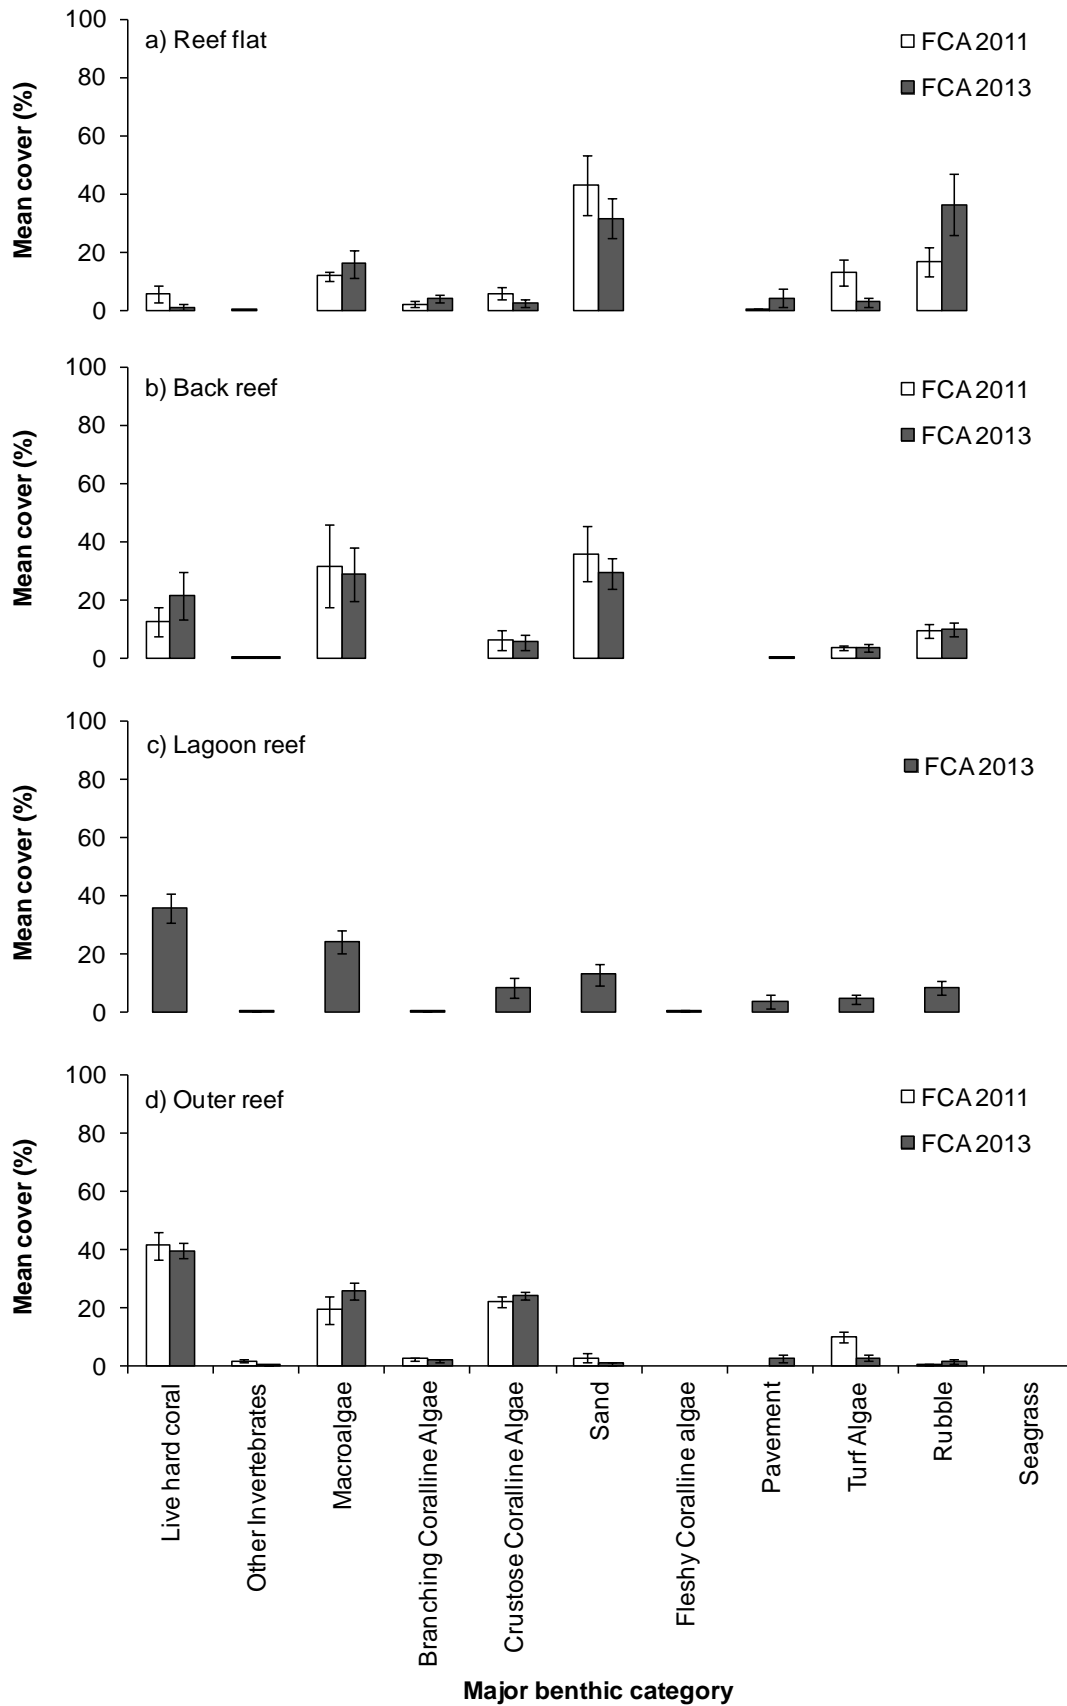 a) Reef flat
FCA 2011
FCA 2013
Mean cover (%)
100
80
60
40
20
0
b) Back reef
FCA 2011
FCA 2013
Mean cover (%)
100
80
60
40
20
0
c) Lagoon reef
FCA 2013
Mean cover (%)
100
80
60
40
20
0
d) Outer reef
FCA 2011
FCA 2013
Mean cover (%)
100
80
60
40
20
0
Live hard coral
Other Invertebrates
Macroalgae
Branching Coralline Algae
Crustose Coralline Algae
Sand
Fleshy Coralline algae
Pavement
Turf Algae
Rubble
Seagrass
Major benthic category